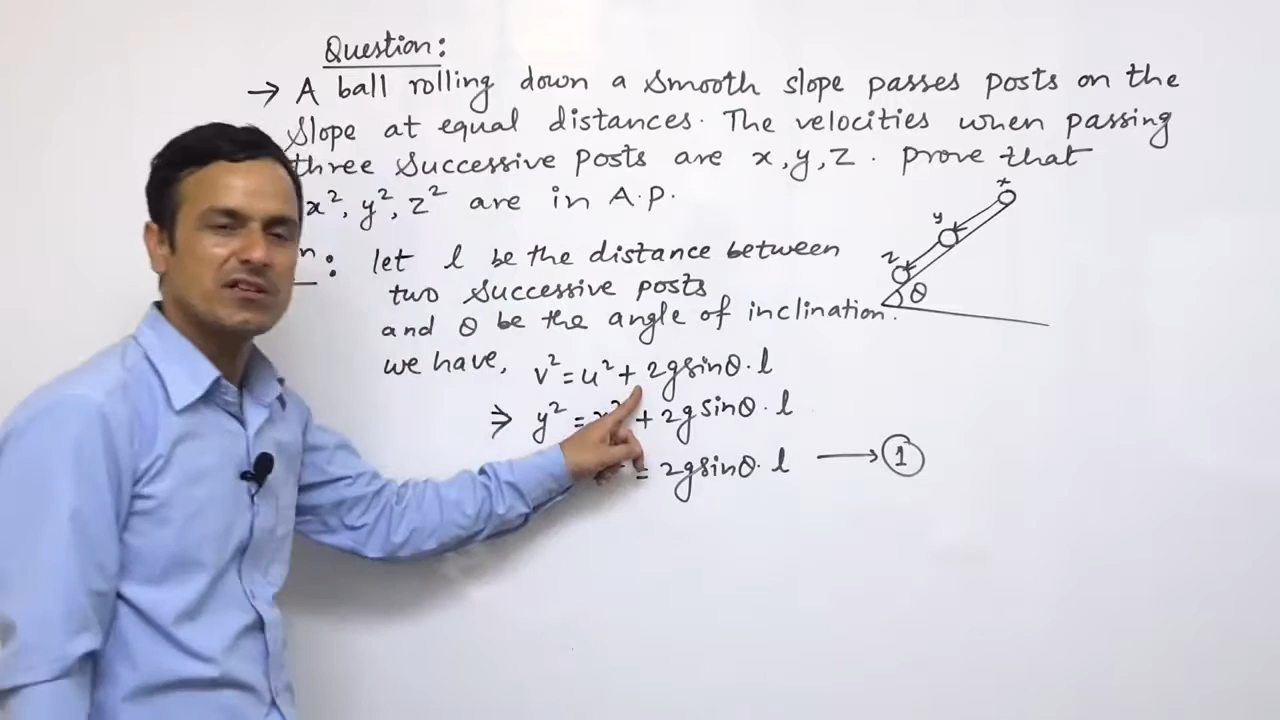 Question:
→ A ball rolling down a smooth slope passes posts on the
slope at equal distances. The velocities when passing
three successive posts are x, y, z. prove that
x², y², z² are in A.P.
x
y
z
θ
: let l be the distance between
two successive posts
and θ be the angle of inclination.
we have, v² = u² + 2g sinθ · l
⇒ y² = + 2g sinθ · l
= 2g sinθ · l ⟶ ①